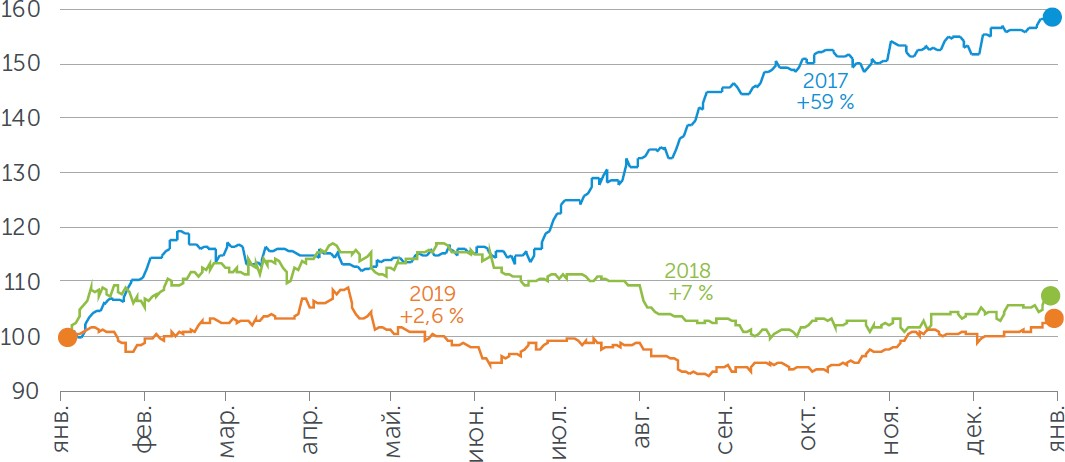 160
150
140
130
120
110
100
90
2017
+59 %
2018
+7 %
2019
+2,6 %
янв.
фев.
мар.
апр.
май.
июн.
июл.
авг.
сен.
окт.
ноя.
дек.
янв.